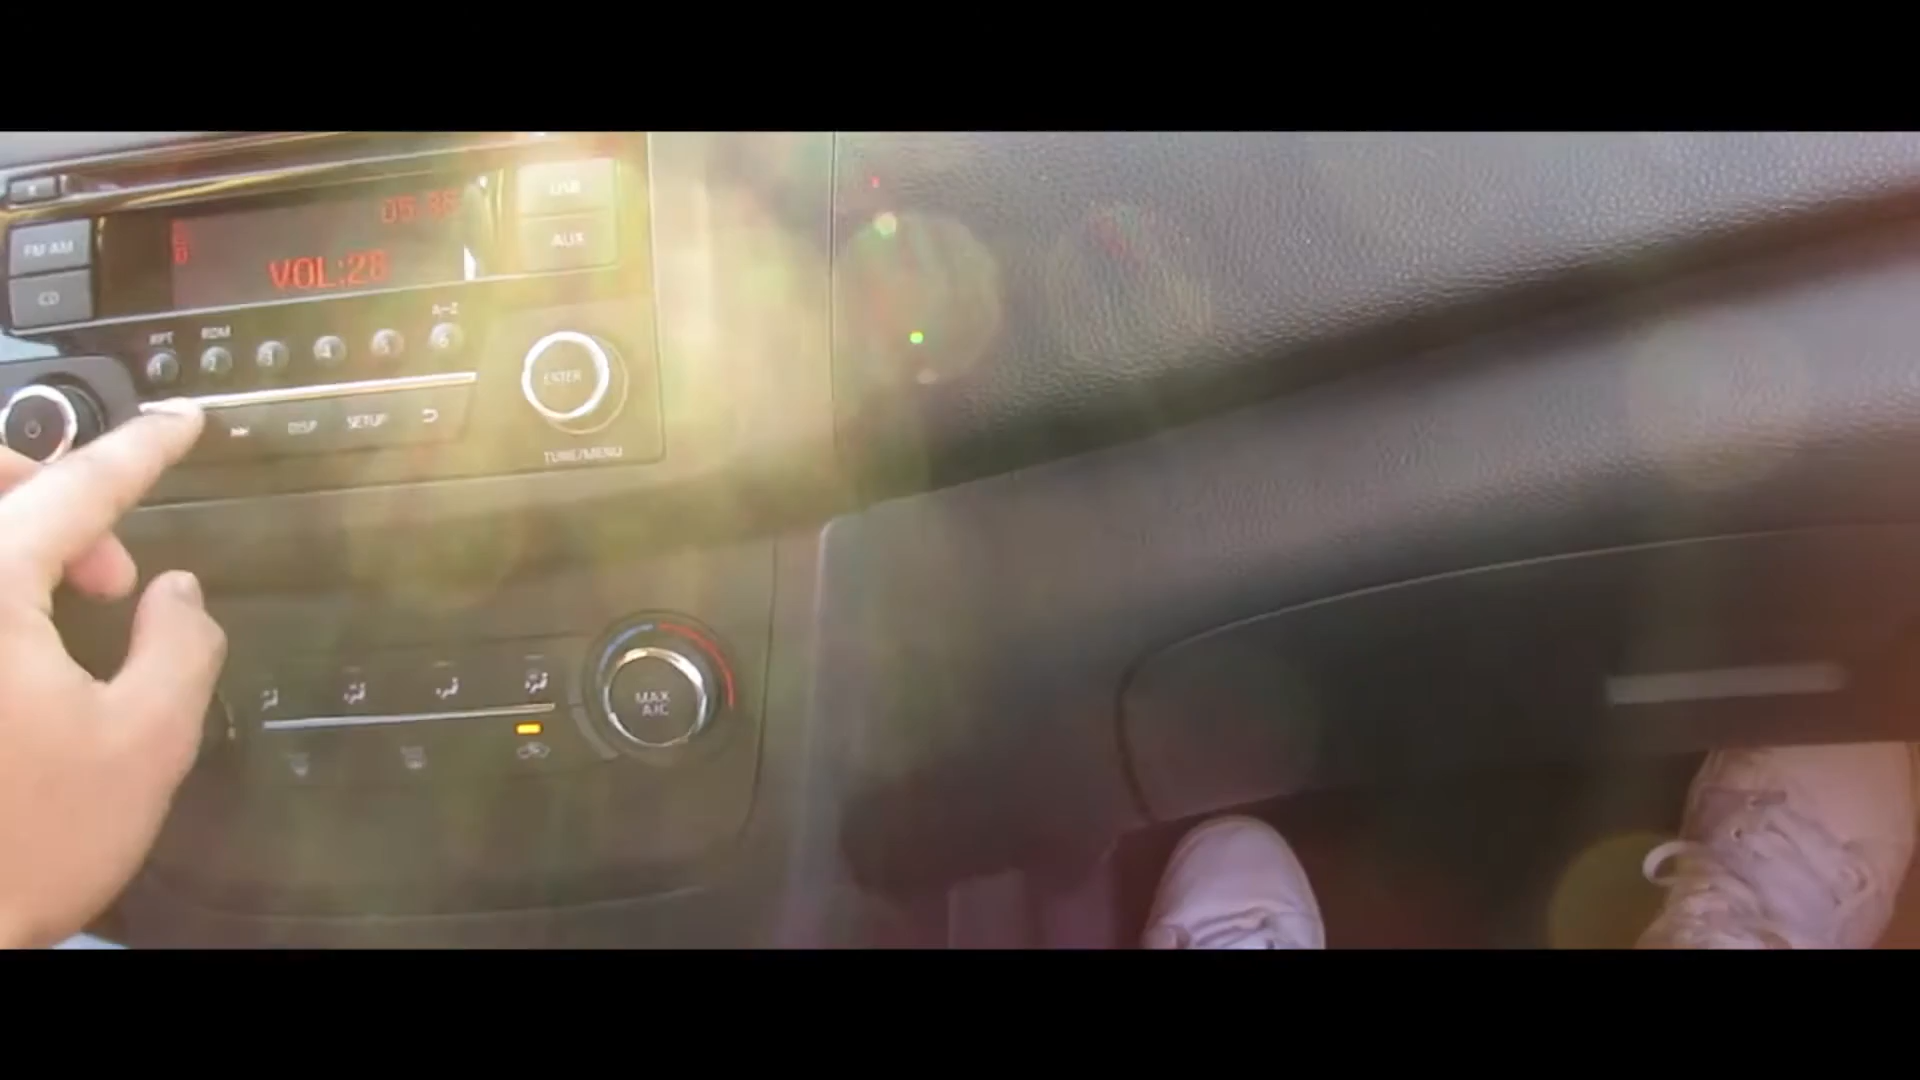 USB
FM AM
VOL:28
AUX
CD
A-Z
RPT RDM
1 2 3 4 5 6
ENTER
DISP SETUP
TUNE/MENU
MAX
A/C